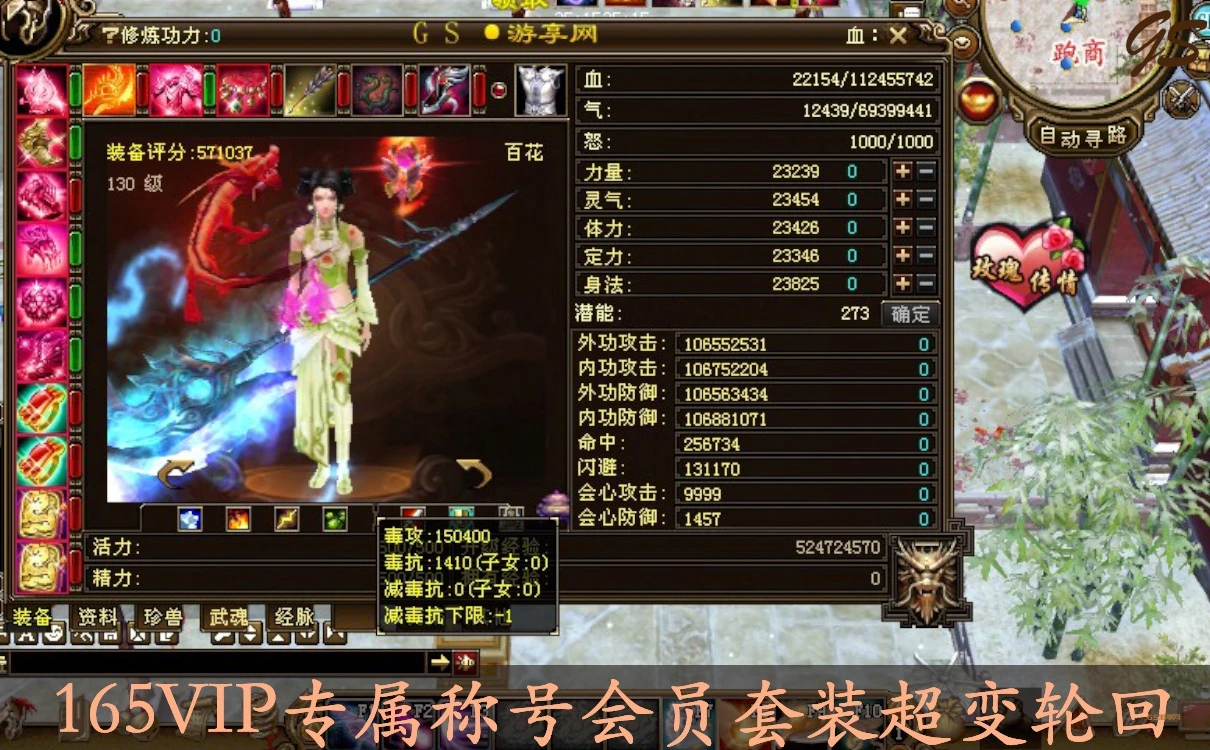 修炼功力:0
GS ●游享网
血:
血: 22154/112455742
气: 12439/69399441
怒: 1000/1000
装备评分:571037
百花
130 级
力量: 23239 0
灵气: 23454 0
体力: 23426 0
定力: 23346 0
身法: 23825 0
潜能: 273 确定
外功攻击: 106552531 0
内功攻击: 106752204 0
外功防御: 106563434 0
内功防御: 106881071 0
命中: 256734 0
闪避: 131170 0
会心攻击: 9999 0
会心防御: 1457 0
毒攻:150400
毒抗:1410(子女:0)
减毒抗:0(子女:0)
减毒抗下限:-1
活力: 524724570
精力: 0
装备 资料 珍兽 武魂 经脉
跑商
GS
自动寻路
玫瑰传情
165VIP专属称号会员套装超变轮回